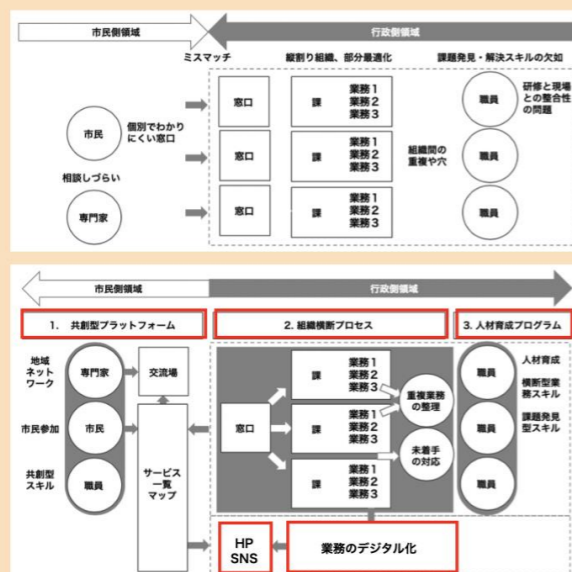 市民側領域
行政側領域
ミスマッチ
縦割り組織、部分最適化
課題発見・解決スキルの欠如
市民
個別でわかり
にくい窓口
相談しづらい
専門家
窓口
課
業務1
業務2
業務3
窓口
課
業務1
業務2
業務3
窓口
課
業務1
業務2
業務3
組織間の
重複や穴
職員
職員
職員
研修と現場
との整合性
の問題
市民側領域
行政側領域
1. 共創型プラットフォーム
2. 組織横断プロセス
3. 人材育成プログラム
地域
ネット
ワーク
市民参加
共創型
スキル
専門家
市民
職員
交流場
サービス
一覧
マップ
窓口
課
業務1
業務2
業務3
課
業務1
業務2
業務3
課
業務1
業務2
業務3
重複業務
の整理
未着手
の対応
職員
職員
職員
人材育成
横断型業
務スキル
課題発見
型スキル
HP
SNS
業務のデジタル化